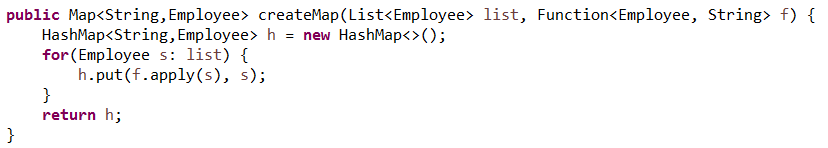 public Map<String,Employee> createMap(List<Employee> list, Function<Employee, String> f) {
    HashMap<String,Employee> h = new HashMap<>();
    for(Employee s: list) {
        h.put(f.apply(s), s);
    }
    return h;
}